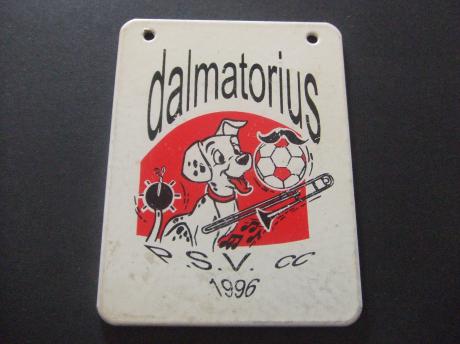 dalmatorius
P.S.V. cc
1996